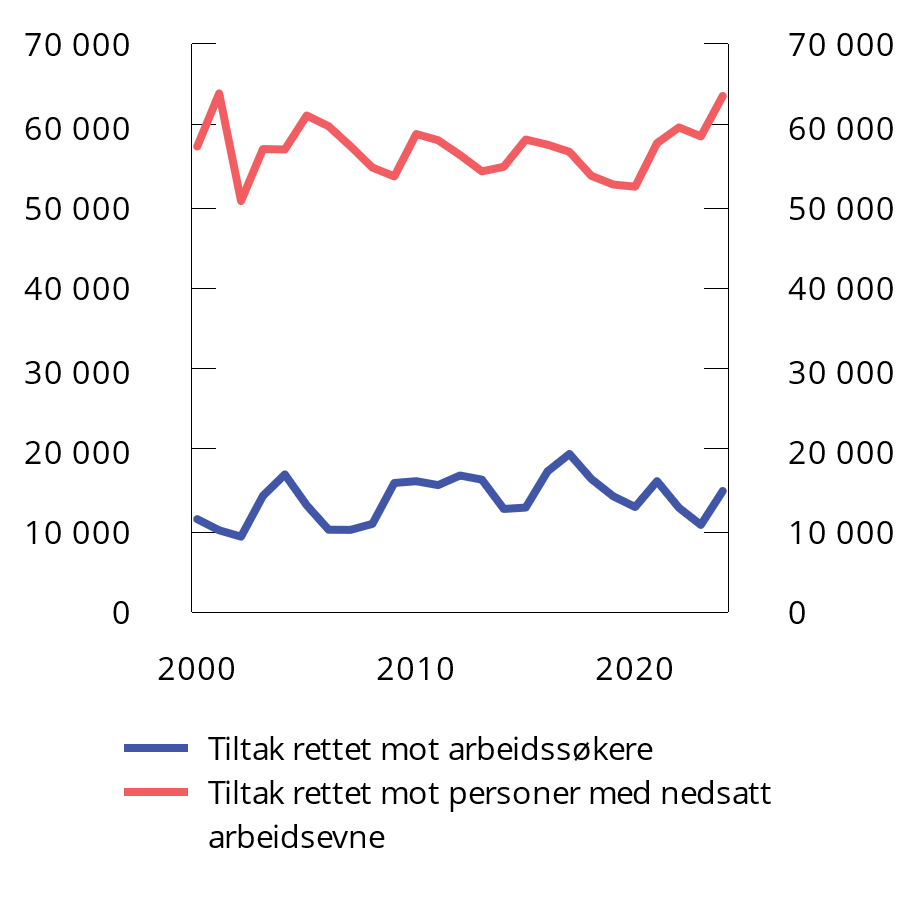 70 000 70 000
60 000 60 000
50 000 50 000
40 000 40 000
30 000 30 000
20 000 20 000
10 000 10 000
0 0
2000 2010 2020
Tiltak rettet mot arbeidssøkere
Tiltak rettet mot personer med nedsatt
arbeidsevne